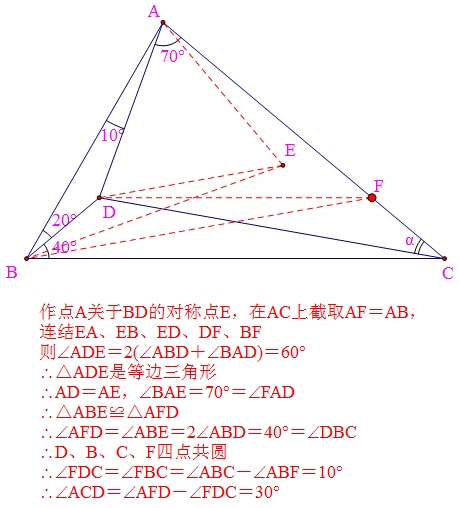 A
70°
10°
E
F
20°
D
α
40°
B
C
作点A关于BD的对称点E，在AC上截取AF＝AB，
连结EA、EB、ED、DF、BF
则∠ADE＝2(∠ABD＋∠BAD)＝60°
∴△ADE是等边三角形
∴AD＝AE，∠BAE＝70°＝∠FAD
∴△ABE≌△AFD
∴∠AFD＝∠ABE＝2∠ABD＝40°＝∠DBC
∴D、B、C、F四点共圆
∴∠FDC＝∠FBC＝∠ABC－∠ABF＝10°
∴∠ACD＝∠AFD－∠FDC＝30°